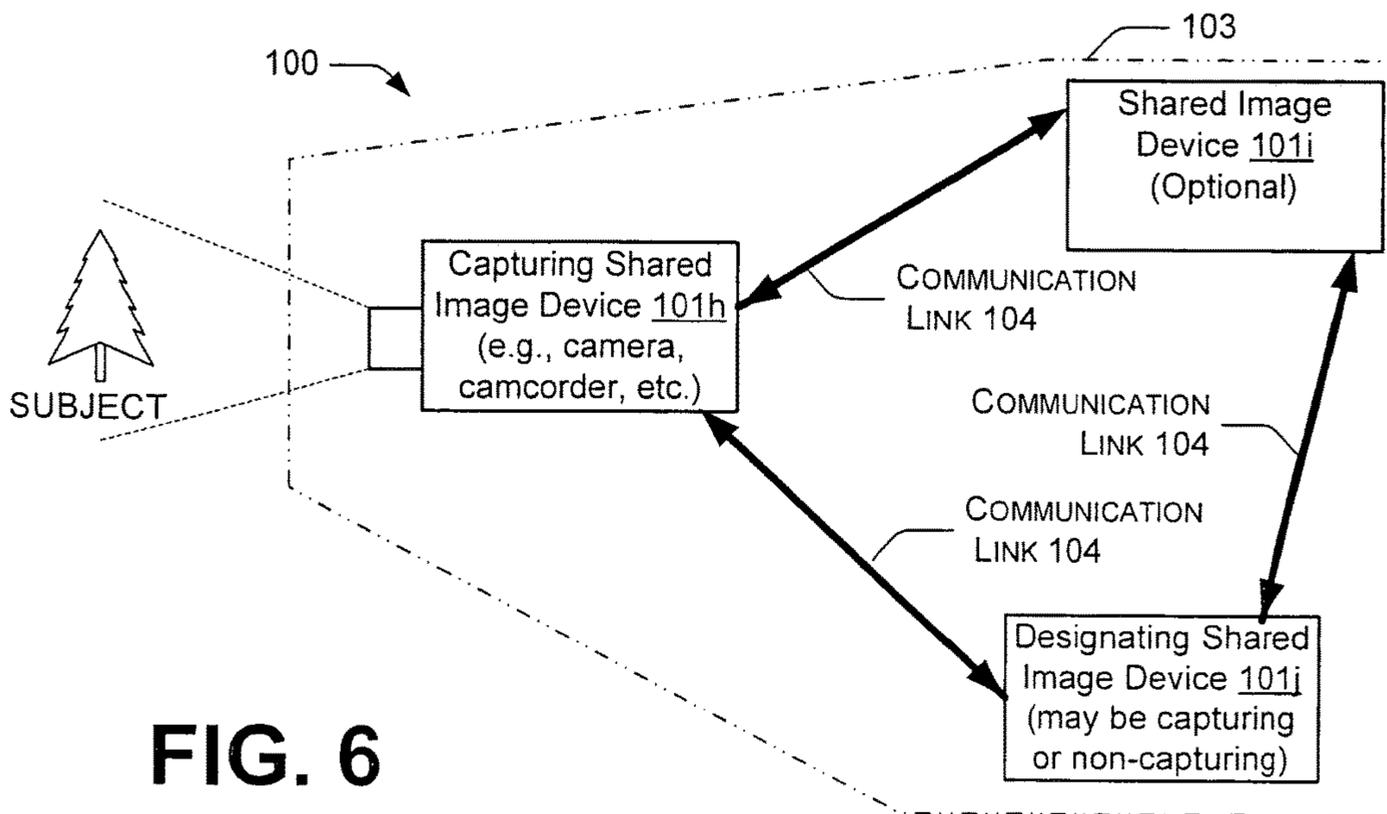 103
100
Shared Image
Device 101i
(Optional)
Capturing Shared
Image Device 101h
(e.g., camera,
camcorder, etc.)
COMMUNICATION
LINK 104
SUBJECT
COMMUNICATION
LINK 104
COMMUNICATION
LINK 104
Designating Shared
Image Device 101j
(may be capturing
or non-capturing)
FIG. 6